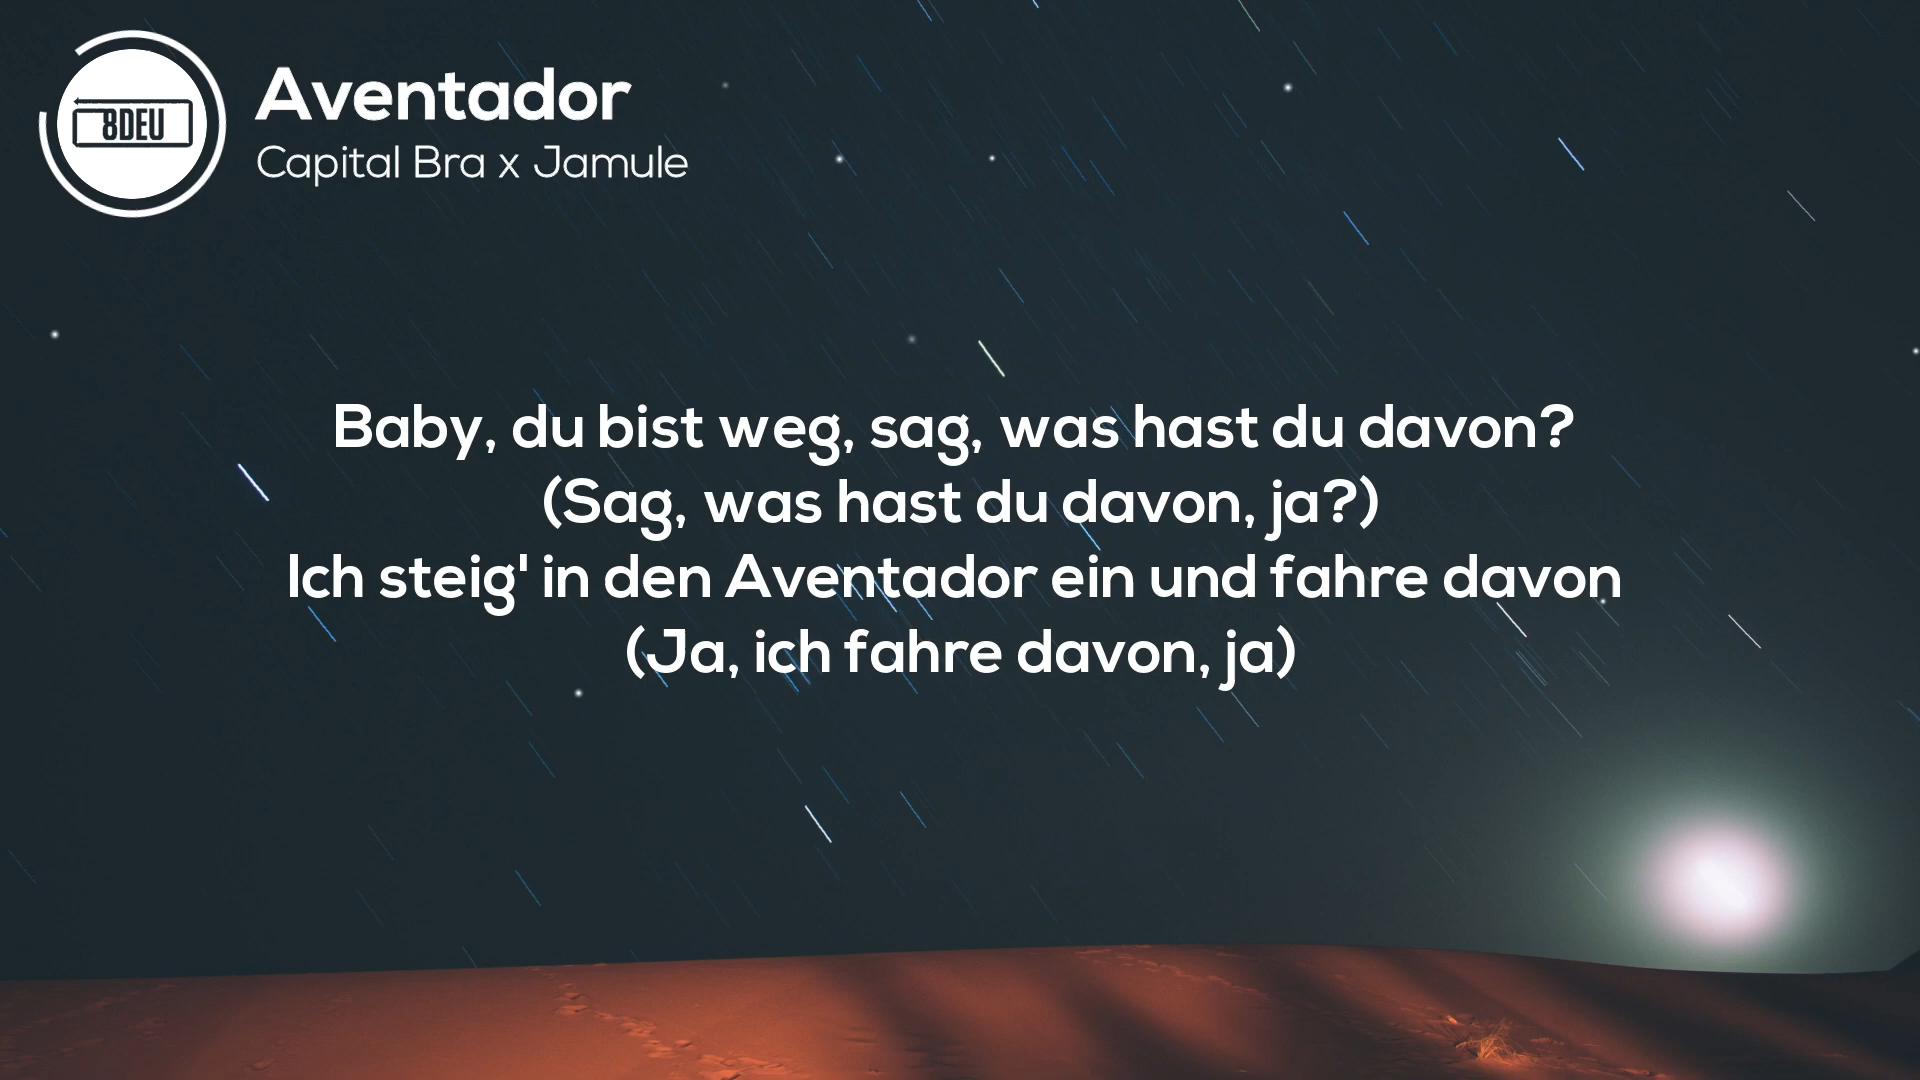 8DEU
Aventador
Capital Bra x Jamule
Baby, du bist weg, sag, was hast du davon?
(Sag, was hast du davon, ja?)
Ich steig' in den Aventador ein und fahre davon
(Ja, ich fahre davon, ja)